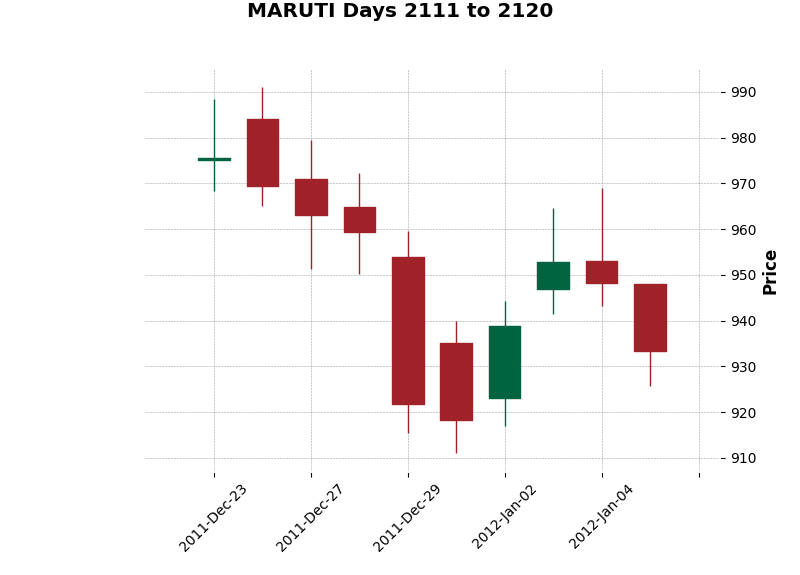 MARUTI Days 2111 to 2120
990
980
970
960
950
940
930
920
910
Price
2011-Dec-23
2011-Dec-27
2011-Dec-29
2012-Jan-02
2012-Jan-04